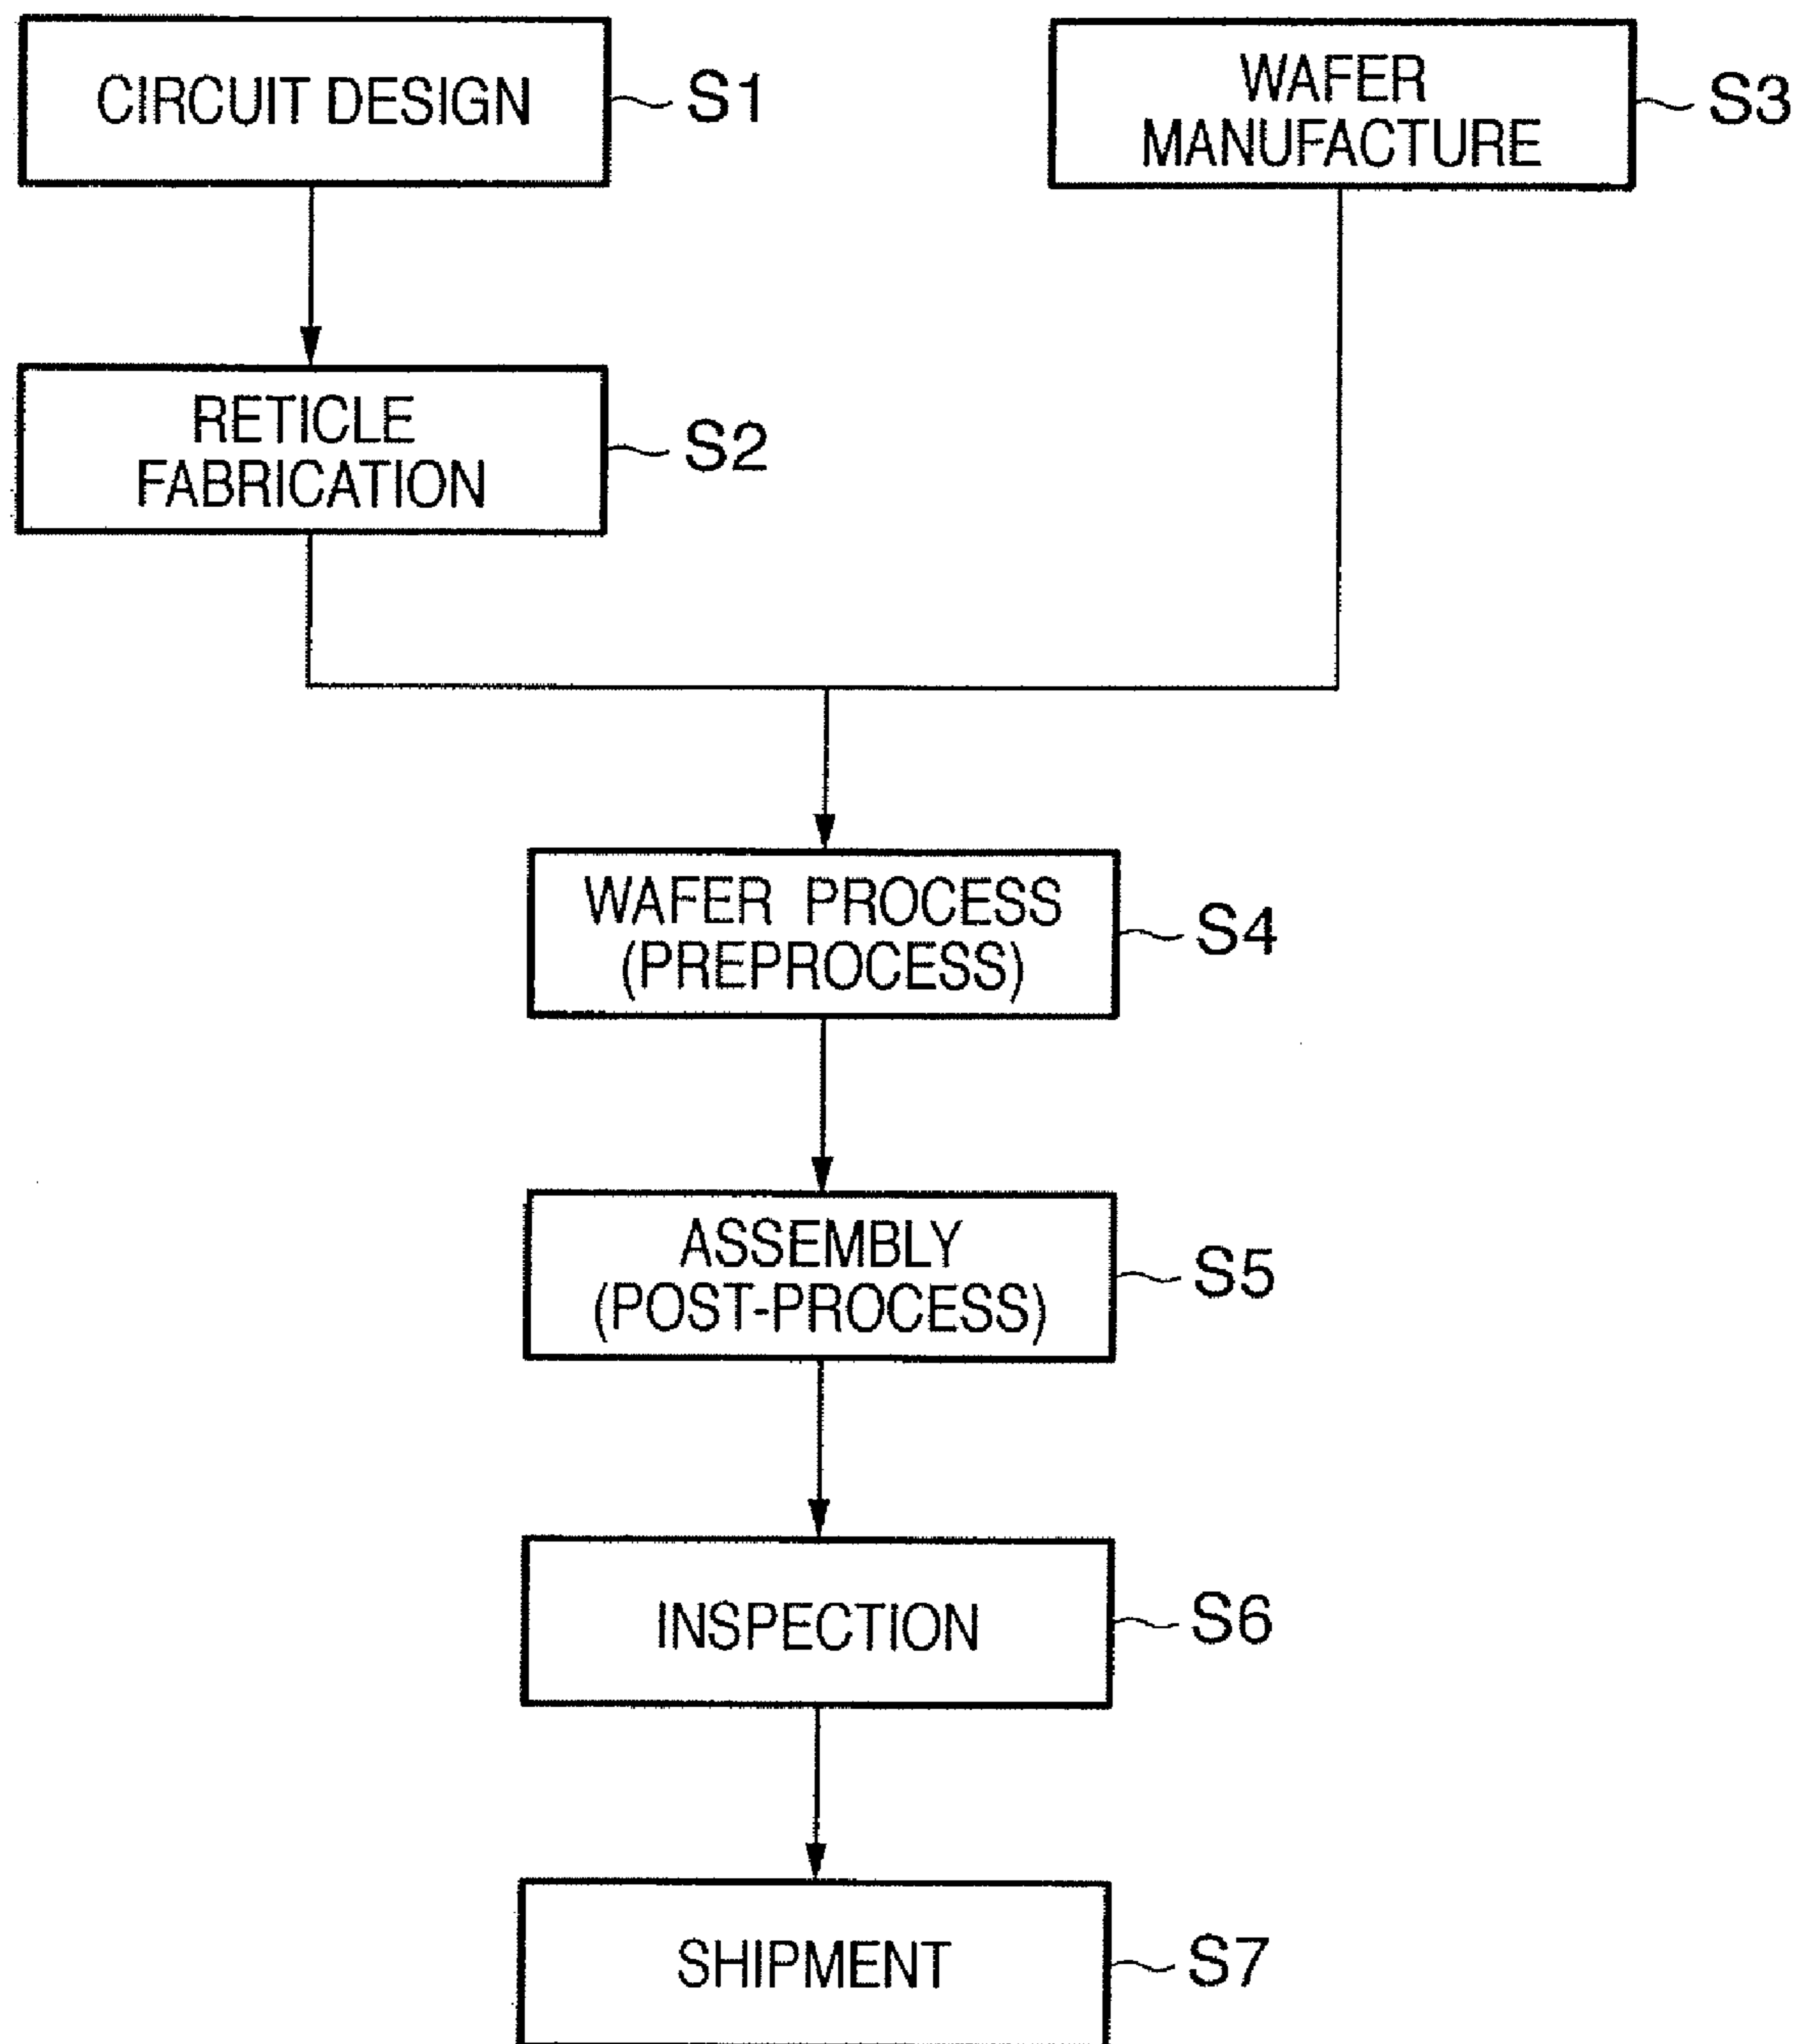 CIRCUIT DESIGN
S1
WAFER
MANUFACTURE
S3
RETICLE
FABRICATION
S2
WAFER PROCESS
(PREPROCESS)
S4
ASSEMBLY
(POST-PROCESS)
S5
INSPECTION
S6
SHIPMENT
S7